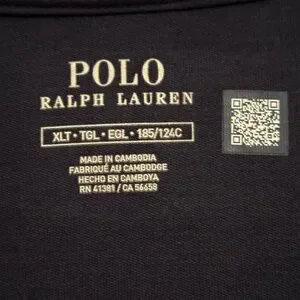 POLO
RALPH LAUREN
XLT • TGL • EGL • 185/124C
MADE IN CAMBODIA
FABRIQUÉ AU CAMBODGE
HECHO EN CAMBOYA
RN 41381 / CA 56658